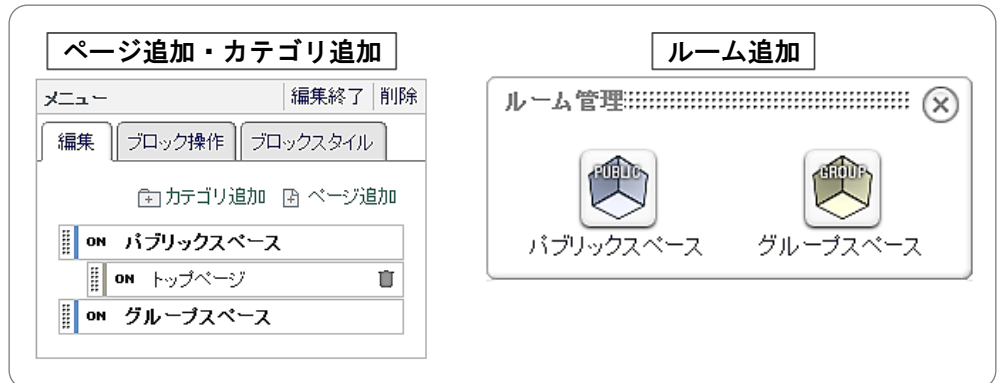 ページ追加・カテゴリ追加
メニュー 編集終了 削除
編集 ブロック操作 ブロックスタイル
カテゴリ追加 ページ追加
ON パブリックスペース
ON トップページ
ON グループスペース
ルーム追加
ルーム管理
PUBLIC GROUP
パブリックスペース グループスペース